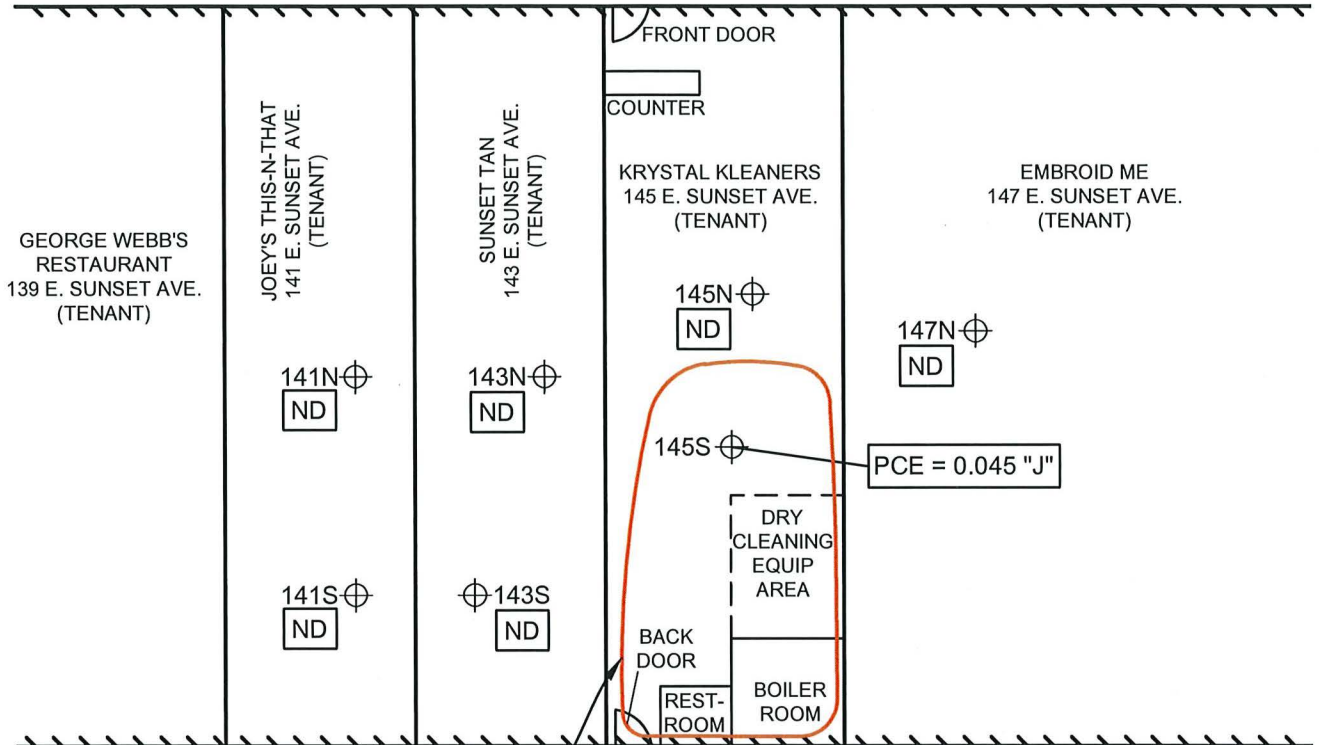 FRONT DOOR
COUNTER
GEORGE WEBB'S
RESTAURANT
139 E. SUNSET AVE.
(TENANT)
JOEY'S THIS-N-THAT
141 E. SUNSET AVE.
(TENANT)
SUNSET TAN
143 E. SUNSET AVE.
(TENANT)
KRYSTAL KLEANERS
145 E. SUNSET AVE.
(TENANT)
EMBROID ME
147 E. SUNSET AVE.
(TENANT)
145N
ND
147N
ND
141N
ND
143N
ND
145S
PCE = 0.045 "J"
DRY
CLEANING
EQUIP
AREA
141S
ND
143S
ND
BACK
DOOR
REST-
ROOM
BOILER
ROOM